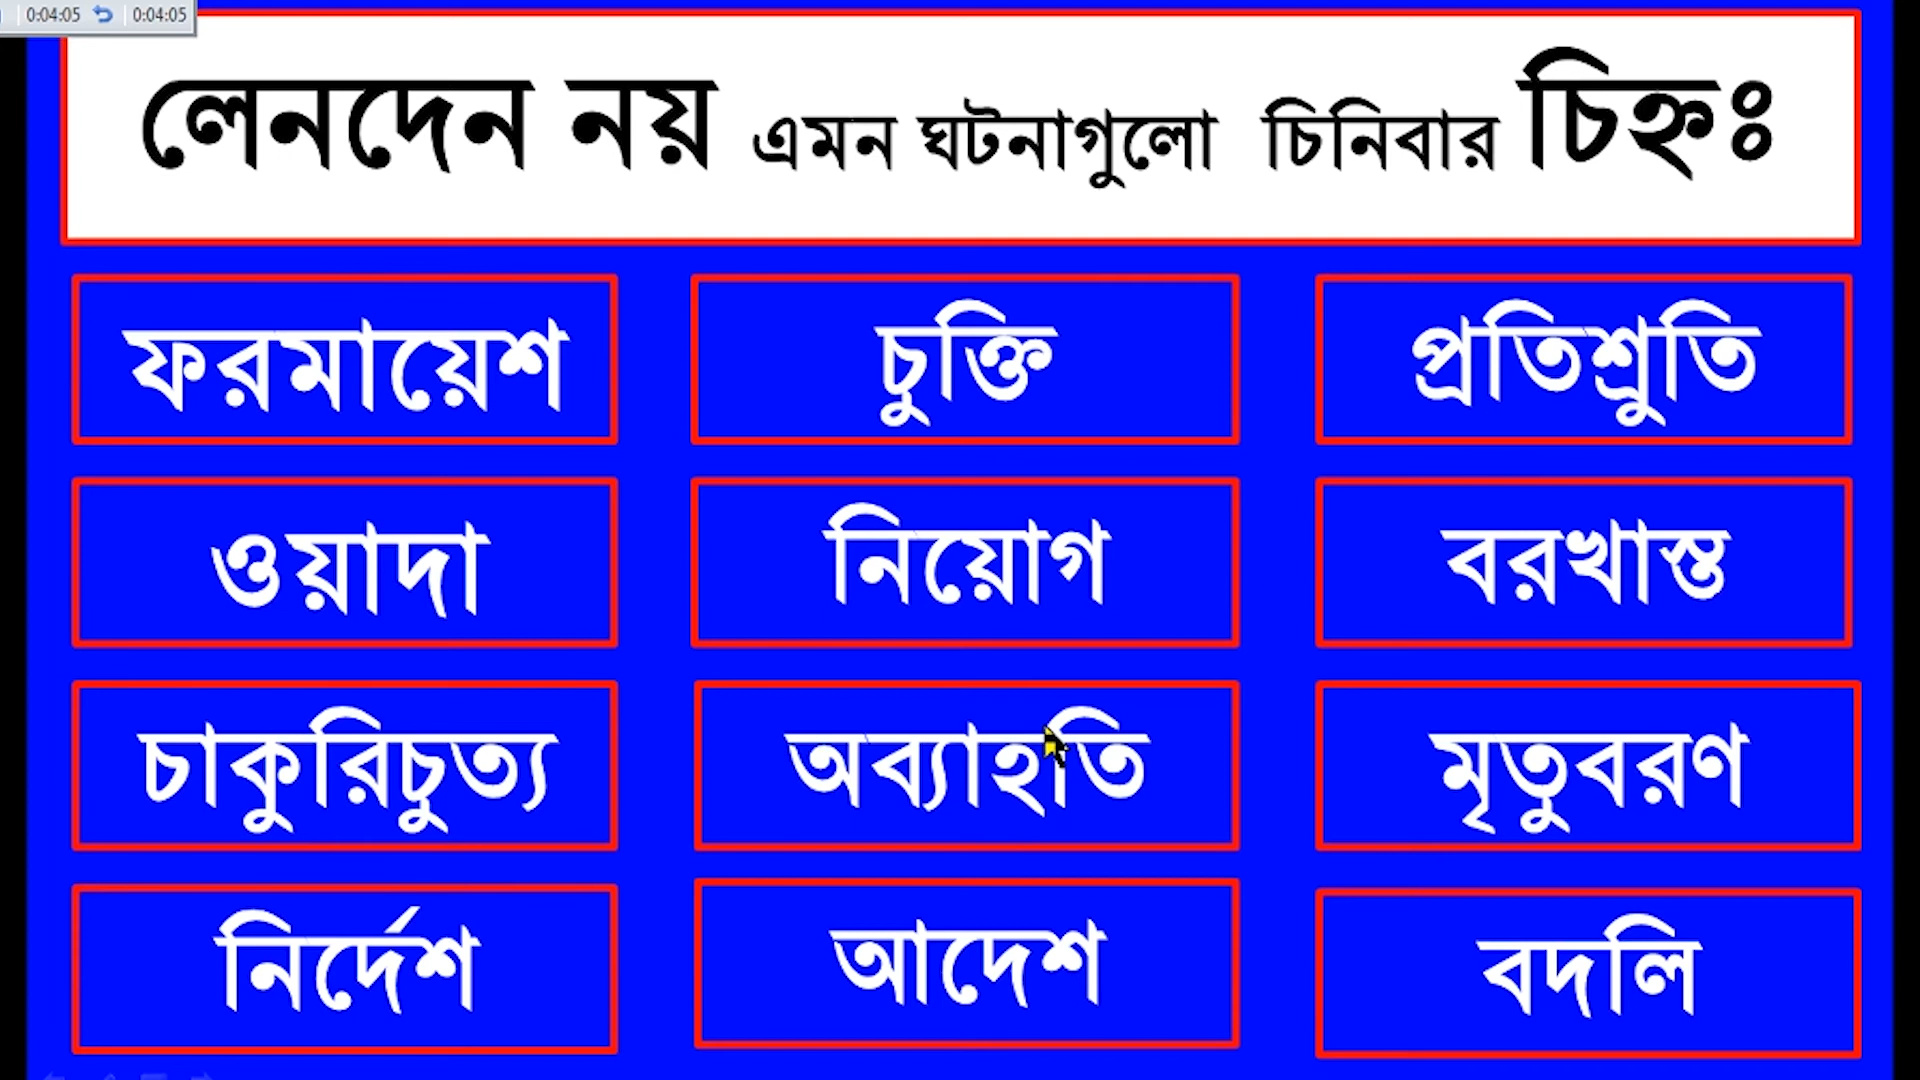 0:04:05 0:04:05
লেনদেন নয় এমন ঘটনাগুলো চিনিবার চিহ্নঃ
ফরমায়েশ চুক্তি প্রতিশ্রুতি
ওয়াদা নিয়োগ বরখাস্ত
চাকুরিচুত্য অব্যাহতি মৃতুবরণ
নির্দেশ আদেশ বদলি